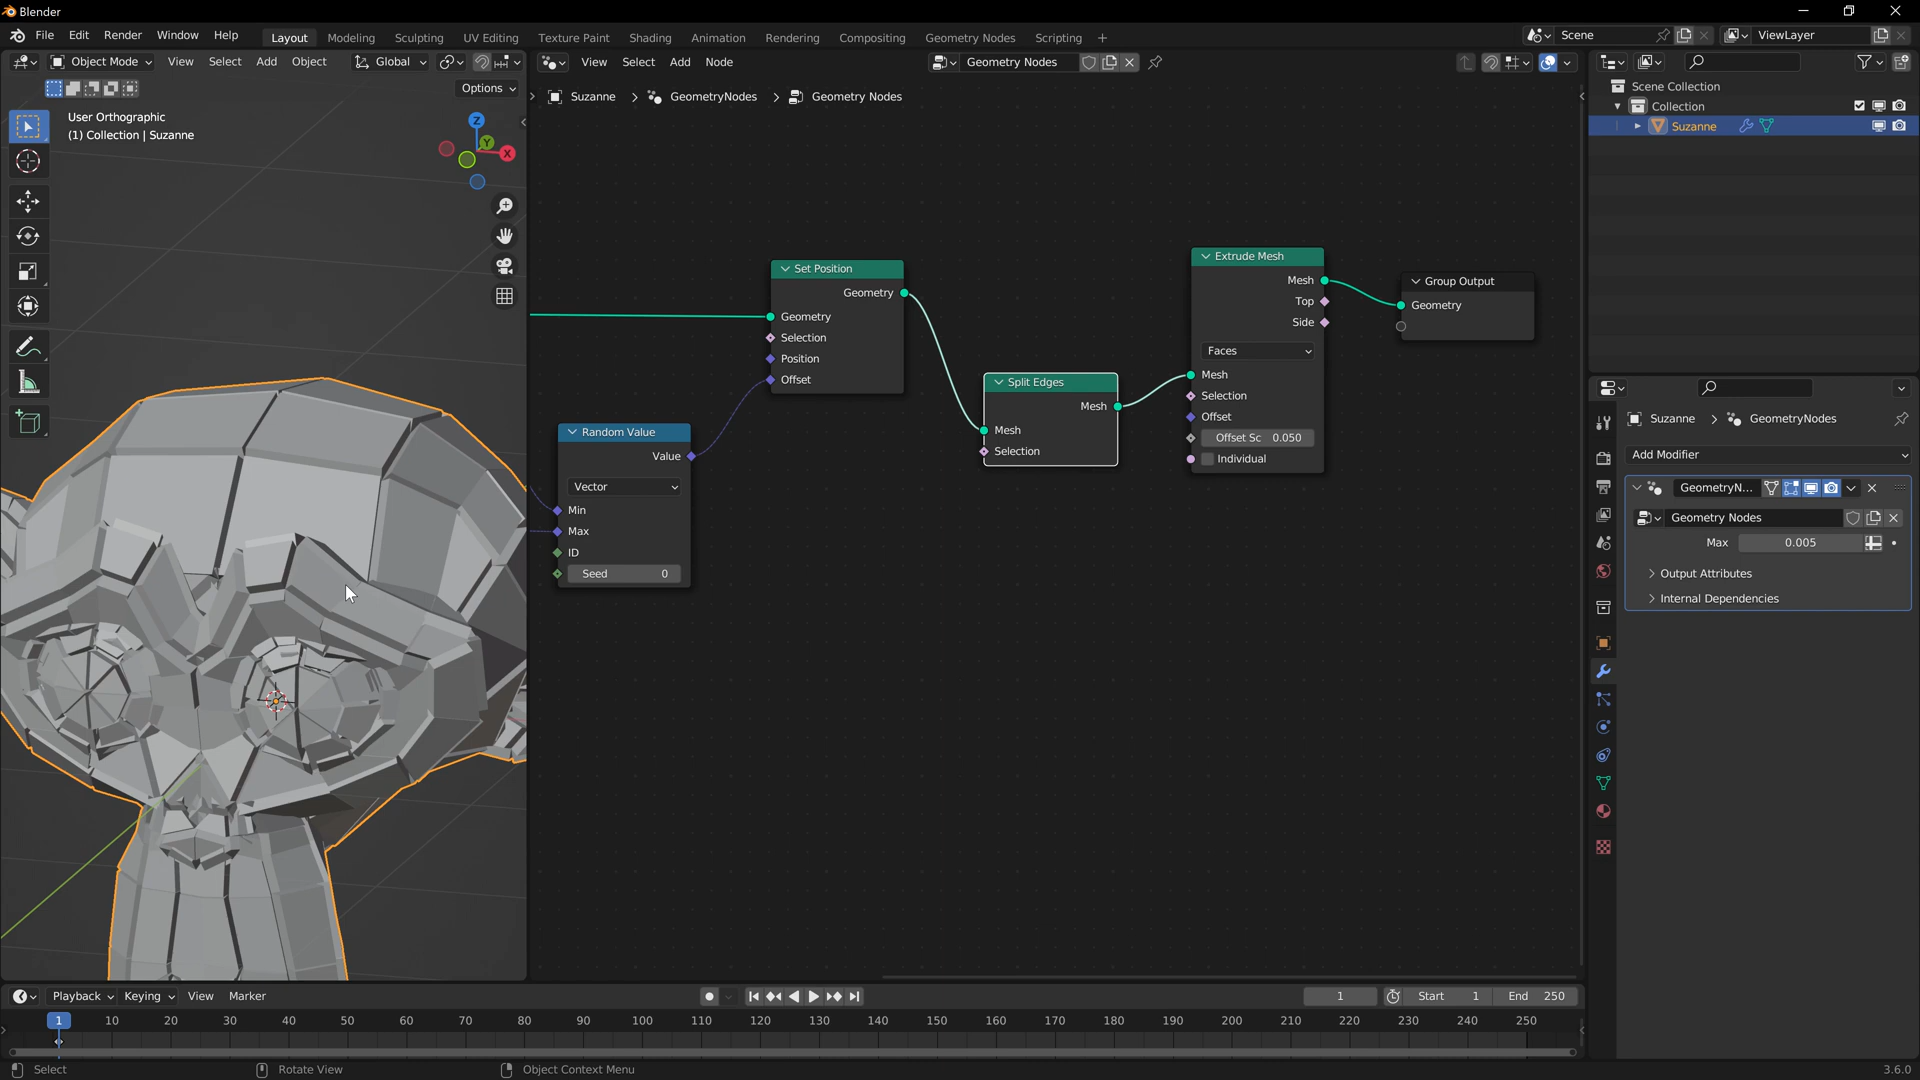 Blender
File Edit Render Window Help Layout Modeling Sculpting UV Editing Texture Paint Shading Animation Rendering Compositing Geometry Nodes Scripting + Scene ViewLayer
Object Mode View Select Add Object Global
View Select Add Node Geometry Nodes
Options
Suzanne > GeometryNodes > Geometry Nodes
User Orthographic
(1) Collection | Suzanne
Z
Y
X
Set Position
Geometry
Geometry
Selection
Position
Offset
Random Value
Value
Vector
Min
Max
ID
Seed 0
Split Edges
Mesh
Mesh
Selection
Extrude Mesh
Mesh
Top
Side
Faces
Mesh
Selection
Offset
Offset Sc 0.050
Individual
Group Output
Geometry
Scene Collection
Collection
Suzanne
Suzanne > GeometryNodes
Add Modifier
GeometryN...
Geometry Nodes
Max 0.005
Output Attributes
Internal Dependencies
Playback Keying View Marker
1 Start 1 End 250
1 10 20 30 40 50 60 70 80 90 100 110 120 130 140 150 160 170 180 190 200 210 220 230 240 250
Select Rotate View Object Context Menu 3.6.0